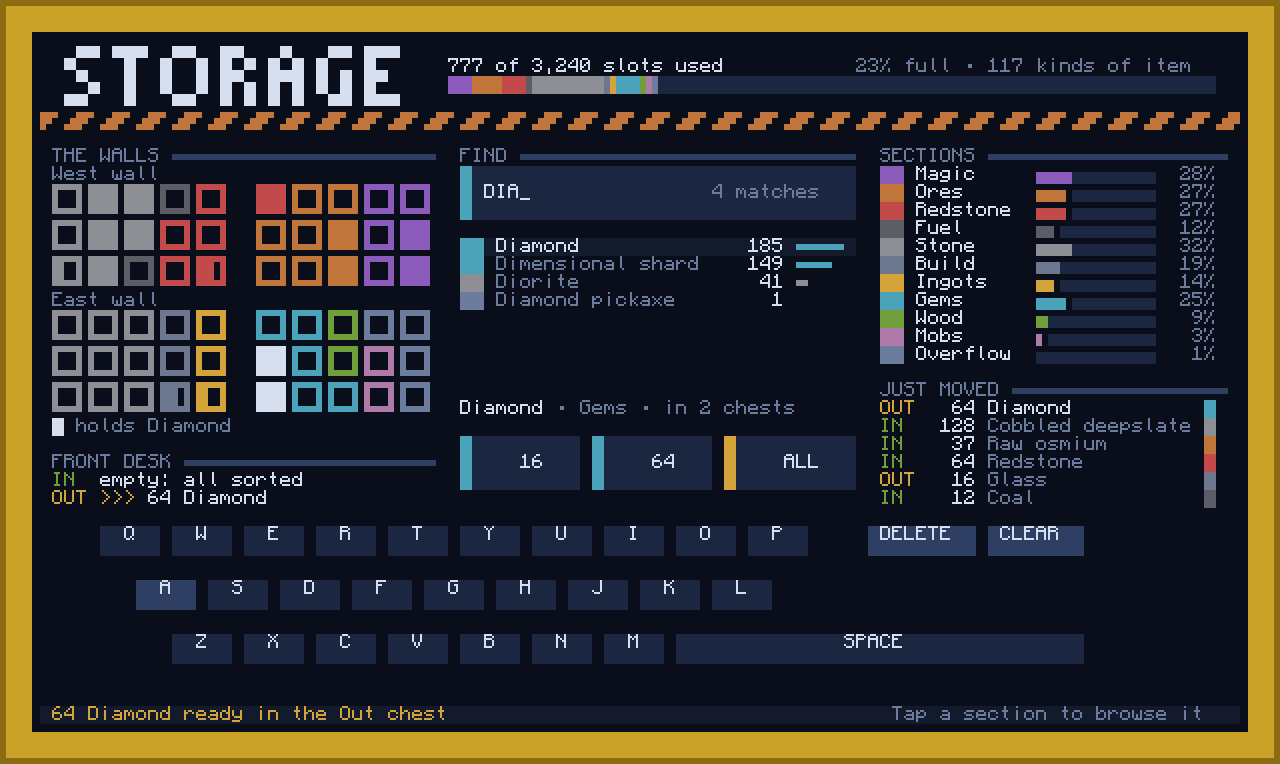 STORAGE
777 of 3,240 slots used
23% full · 117 kinds of item
THE WALLS
West wall
East wall
holds Diamond
FRONT DESK
IN empty: all sorted
OUT >>> 64 Diamond
FIND
DIA_ 4 matches
Diamond 185
Dimensional shard 149
Diorite 41
Diamond pickaxe 1
Diamond · Gems · in 2 chests
16 64 ALL
SECTIONS
Magic 28%
Ores 27%
Redstone 27%
Fuel 12%
Stone 32%
Build 19%
Ingots 14%
Gems 25%
Wood 9%
Mobs 3%
Overflow 1%
JUST MOVED
OUT 64 Diamond
IN 128 Cobbled deepslate
IN 37 Raw osmium
IN 64 Redstone
OUT 16 Glass
IN 12 Coal
Q W E R T Y U I O P DELETE CLEAR
A S D F G H J K L
Z X C V B N M SPACE
64 Diamond ready in the Out chest
Tap a section to browse it